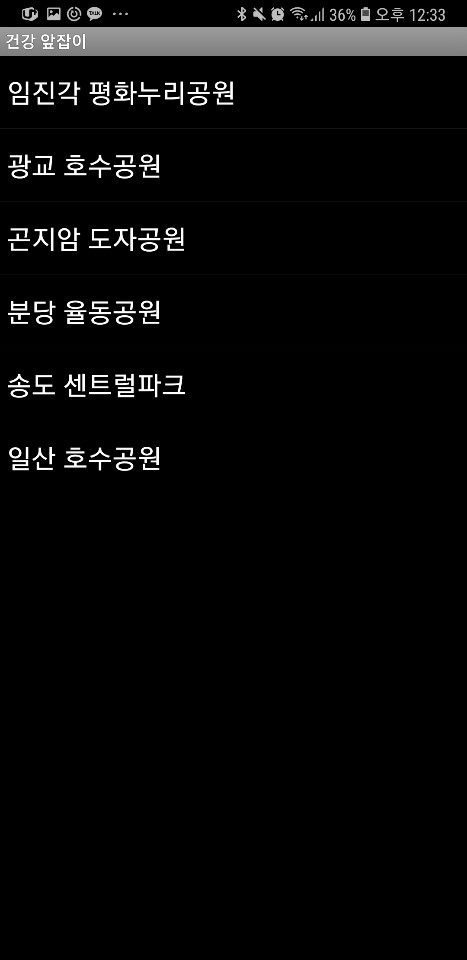 TALK 36% 오후 12:33
건강 앞잡이
임진각 평화누리공원
광교 호수공원
곤지암 도자공원
분당 율동공원
송도 센트럴파크
일산 호수공원